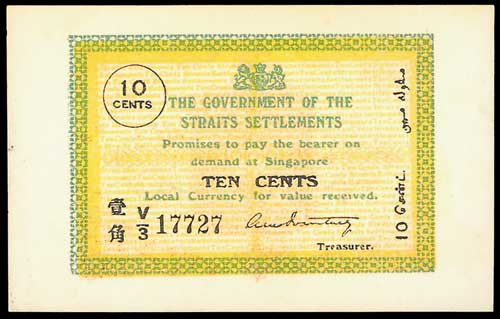 10
CENTS
THE GOVERNMENT OF THE
STRAITS SETTLEMENTS
Promises to pay the bearer on
demand at Singapore
TEN CENTS
Local Currency for value received.
壹角
V/3 17727
Treasurer.
10